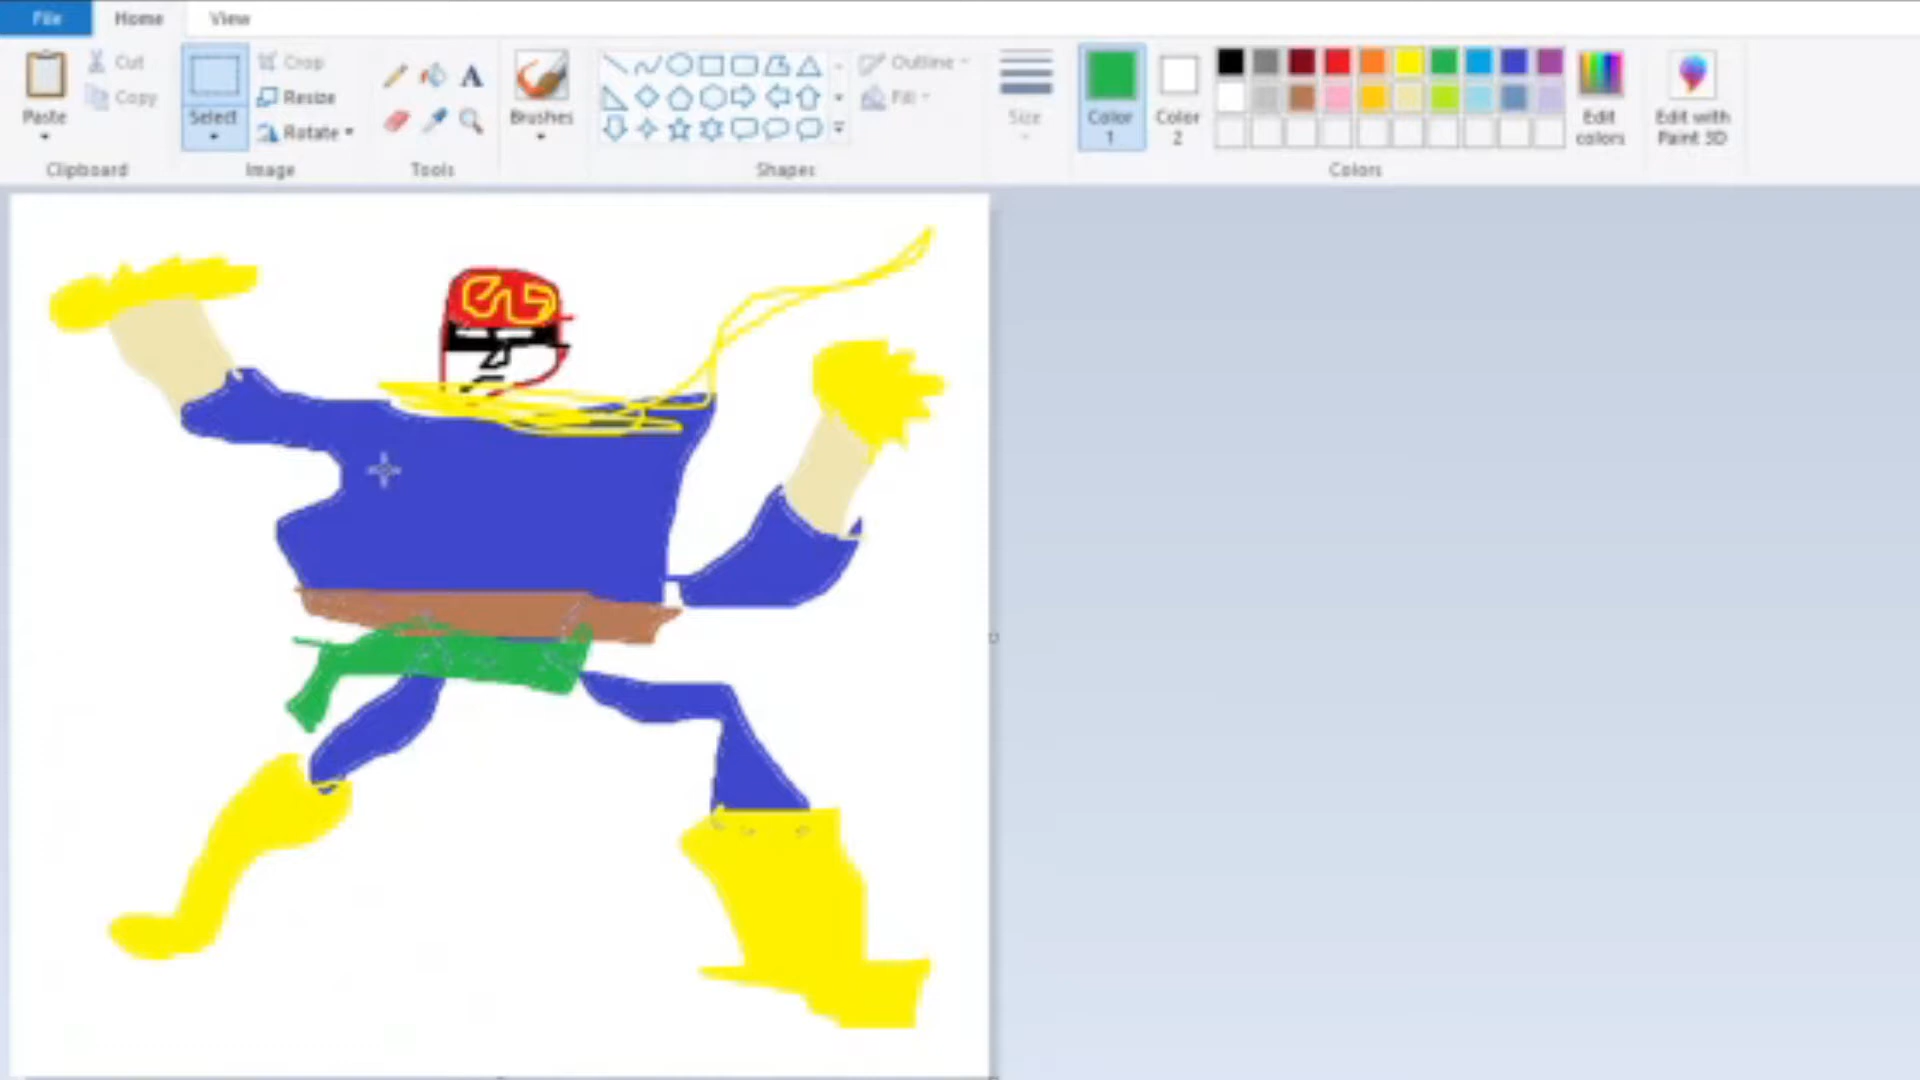 File Home View
Paste
Cut
Copy
Clipboard
Select
Crop
Resize
Rotate
Image
A
Tools
Brushes
Outline
Fill
Shapes
Size
Color
1
Color
2
Edit
colors
Edit with
Paint 3D
Colors